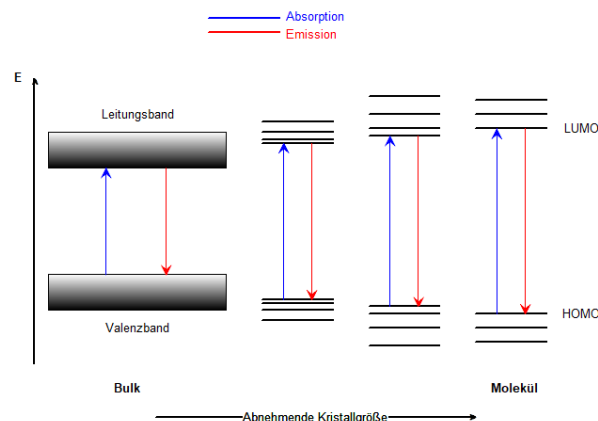 Absorption
Emission
E
Leitungsband
LUMO
HOMO
Valenzband
Bulk
Molekül
Abnehmende Kristallgröße